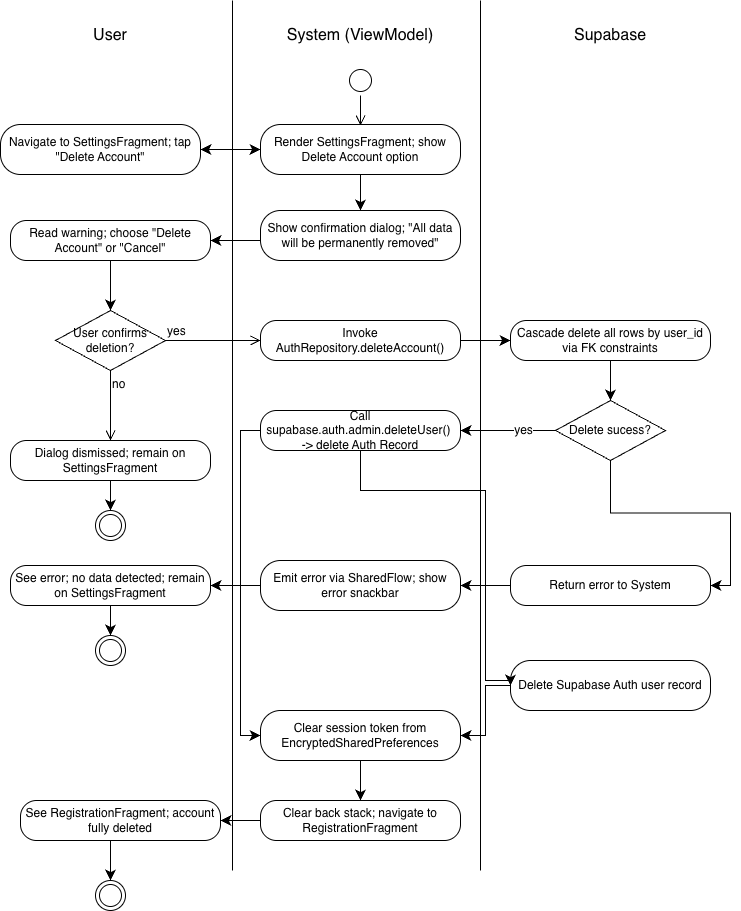 User
System (ViewModel)
Supabase
Navigate to SettingsFragment; tap
"Delete Account"
Render SettingsFragment; show
Delete Account option
Read warning; choose "Delete
Account" or "Cancel"
Show confirmation dialog; "All data
will be permanently removed"
User confirms
deletion?
yes
no
Invoke
AuthRepository.deleteAccount()
Cascade delete all rows by user_id
via FK constraints
Call
supabase.auth.admin.deleteUser()
-> delete Auth Record
yes
Delete sucess?
Dialog dismissed; remain on
SettingsFragment
See error; no data detected; remain
on SettingsFragment
Emit error via SharedFlow; show
error snackbar
Return error to System
Delete Supabase Auth user record
Clear session token from
EncryptedSharedPreferences
See RegistrationFragment; account
fully deleted
Clear back stack; navigate to
RegistrationFragment